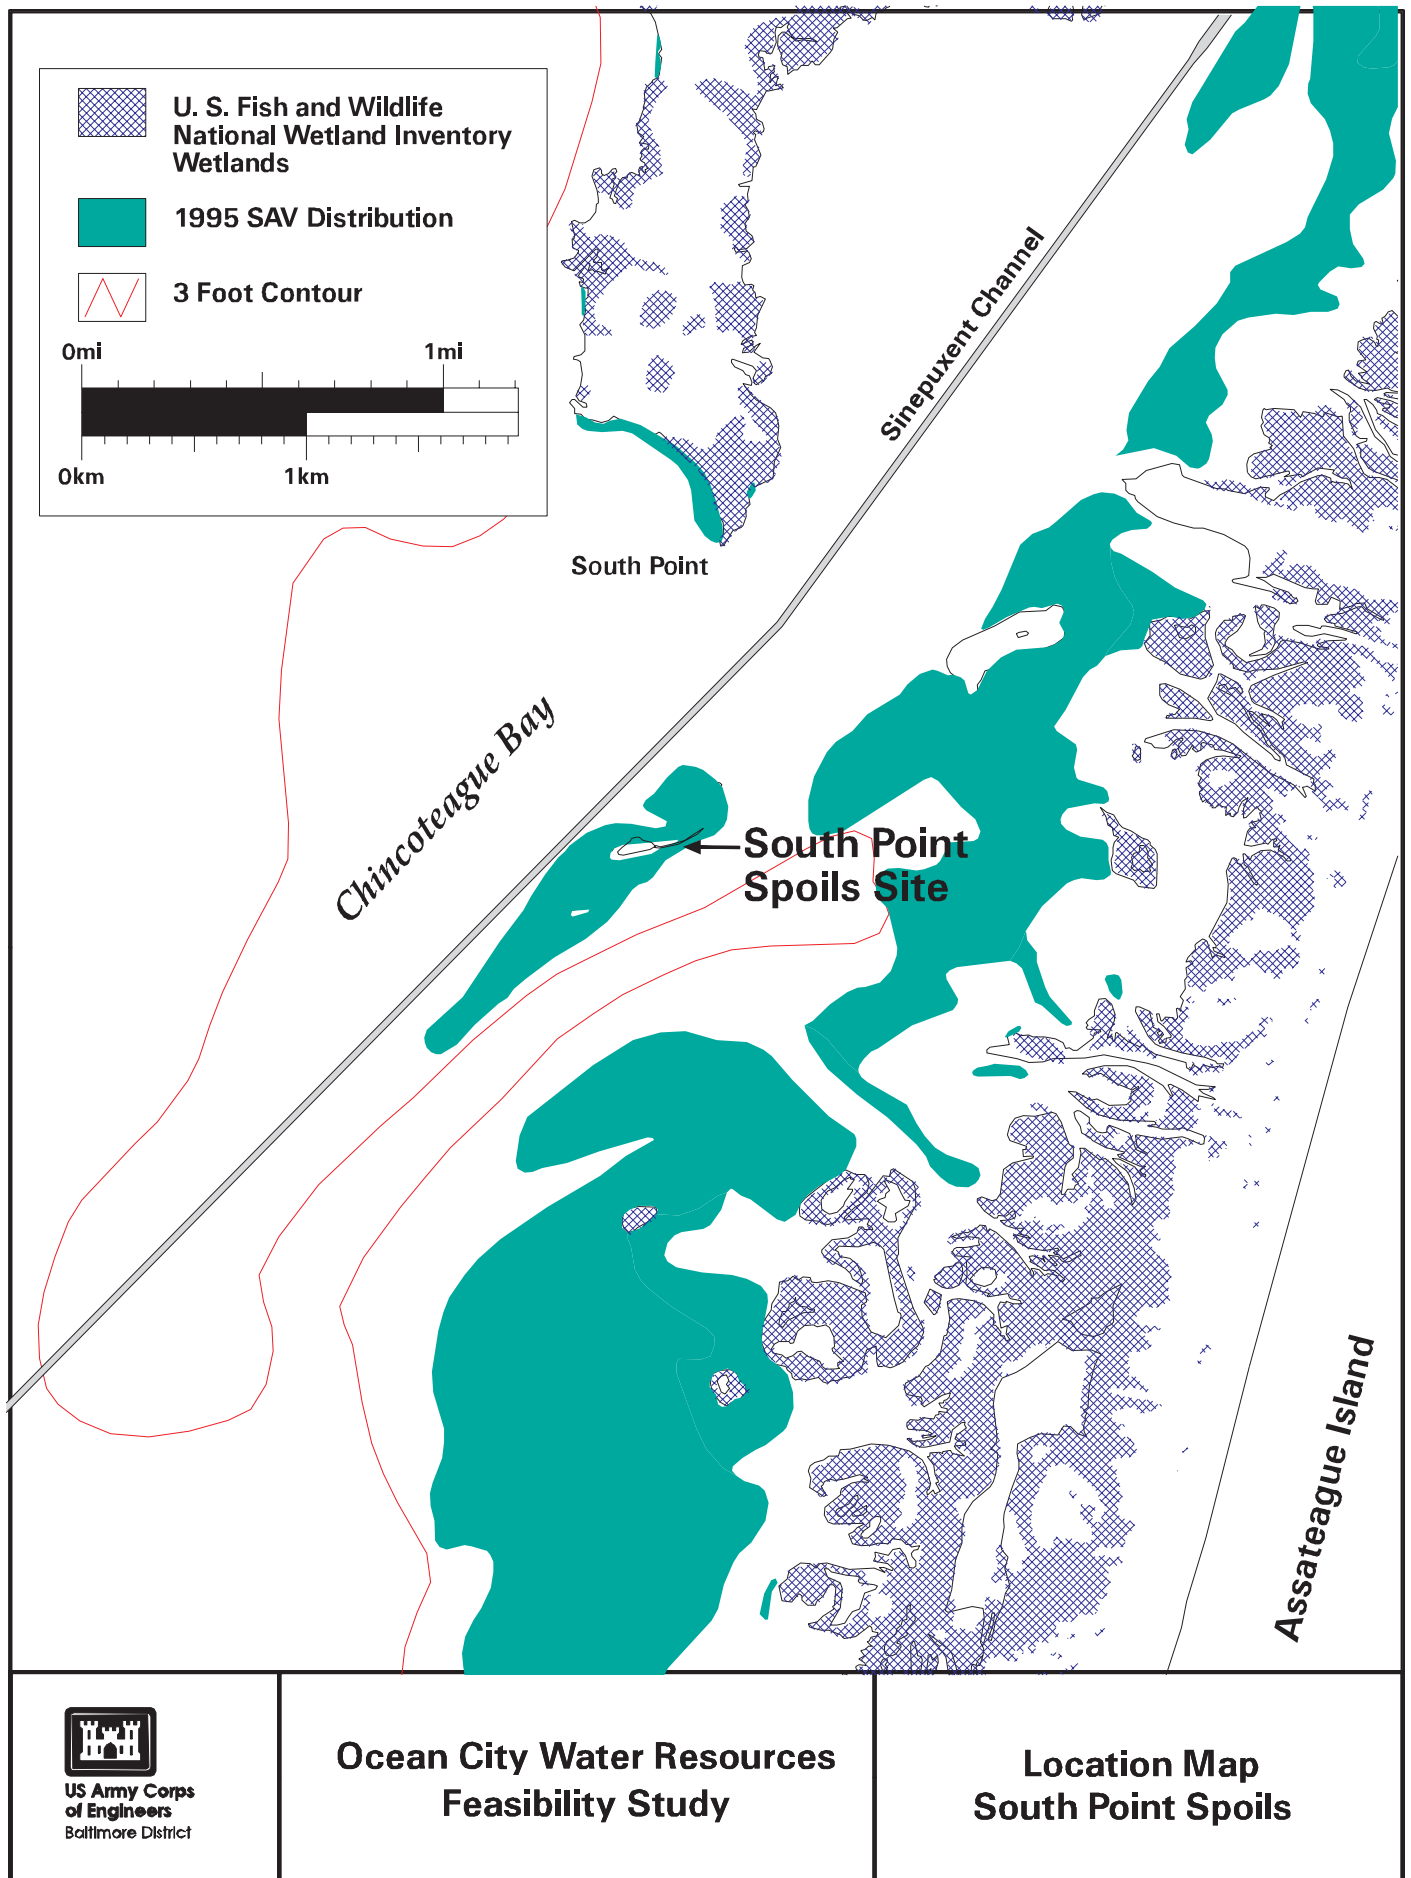 U. S. Fish and Wildlife
National Wetland Inventory
Wetlands
1995 SAV Distribution
3 Foot Contour
0mi 1mi
0km 1km
Sinepuxent Channel
South Point
Chincoteague Bay
South Point
Spoils Site
Assateague Island
US Army Corps
of Engineers
Baltimore District
Ocean City Water Resources
Feasibility Study
Location Map
South Point Spoils